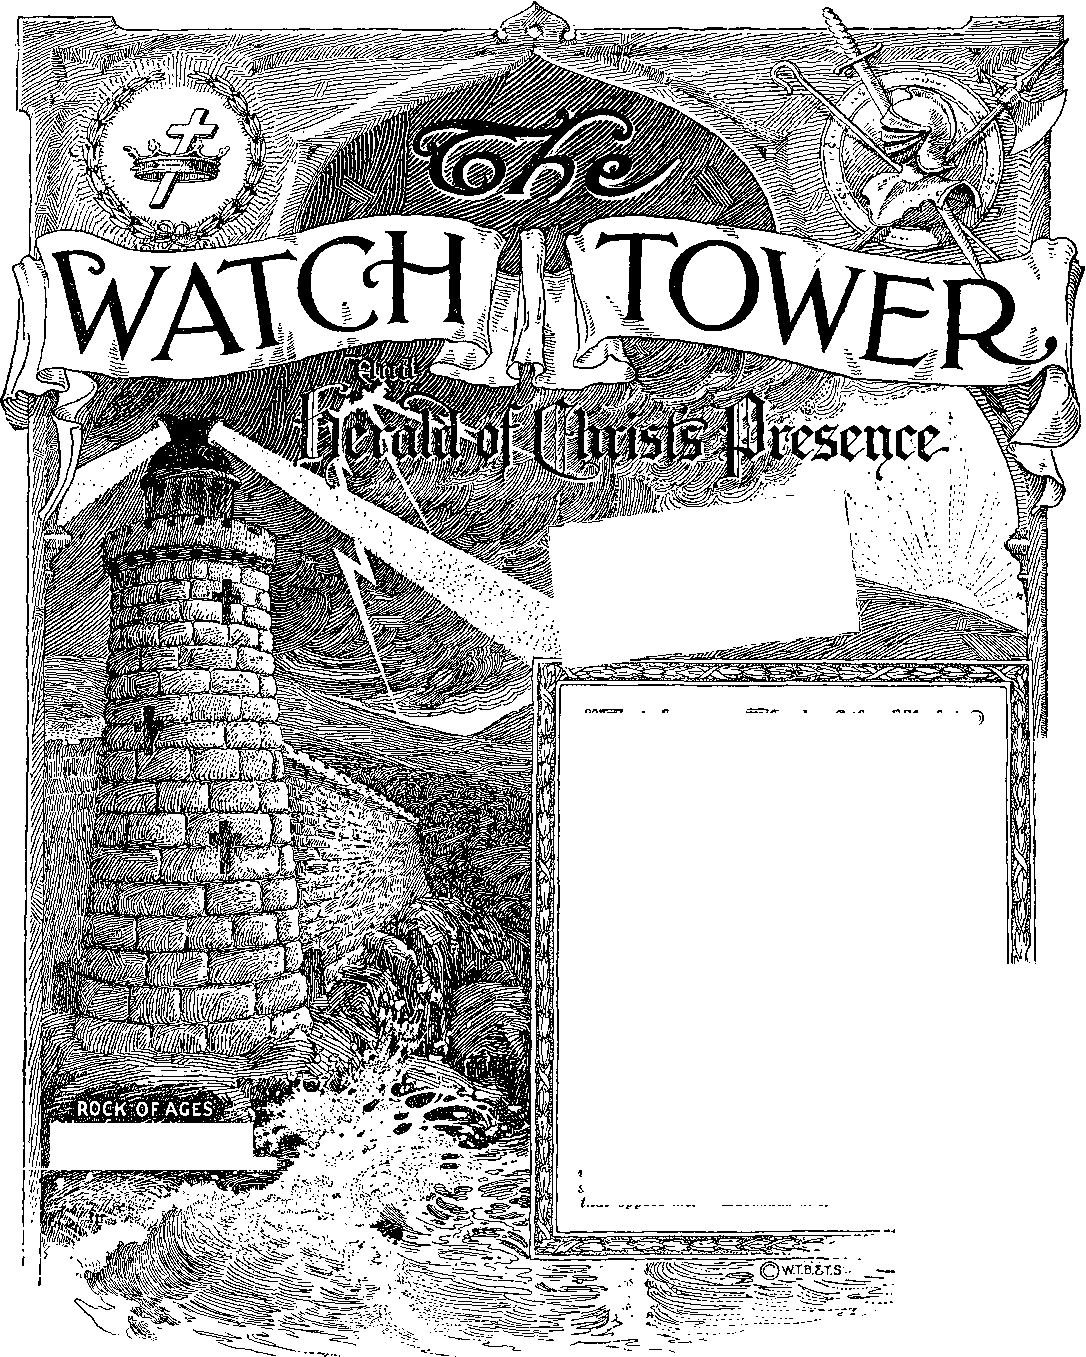 The
WATCH TOWER
And
Herald of Christ's Presence
ROCK OF AGES
© W.T.B.&T.S.